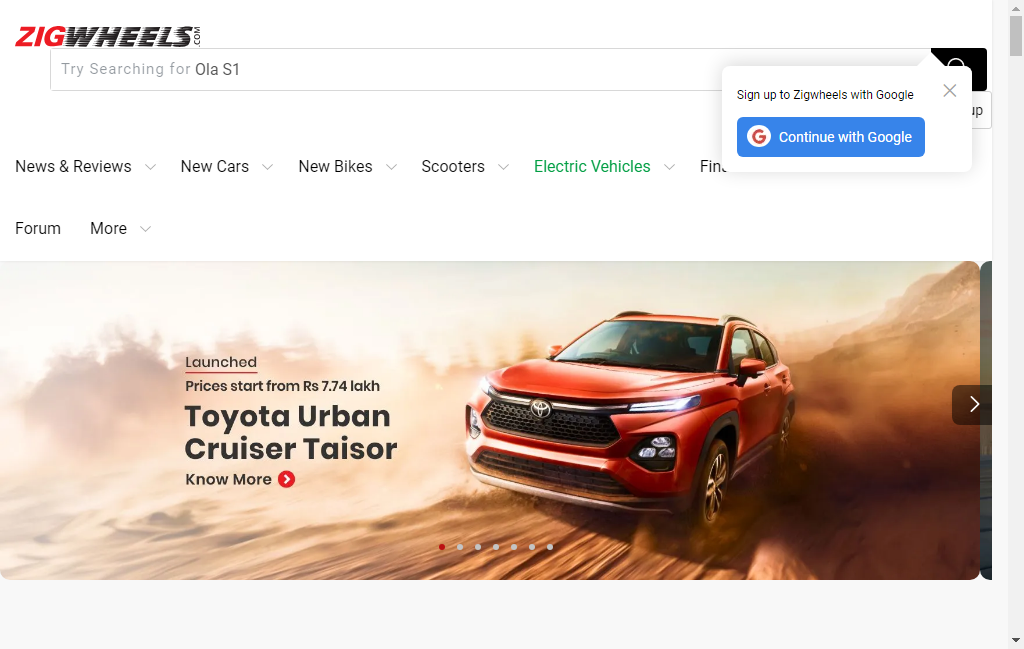 ZIGWHEELS.COM
Try Searching for Ola S1
Sign up to Zigwheels with Google
Continue with Google
up
News & Reviews
New Cars
New Bikes
Scooters
Electric Vehicles
Forum
More
Launched
Prices start from Rs 7.74 lakh
Toyota Urban
Cruiser Taisor
Know More